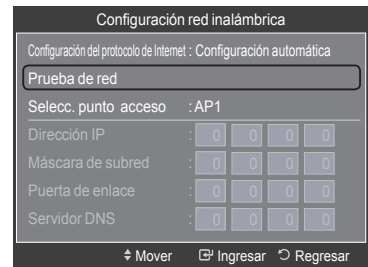 Configuración red inalámbrica
Configuración del protocolo de Internet : Configuración automática
Prueba de red
Selecc. punto acceso : AP1
Dirección IP : 0 0 0 0
Máscara de subred : 0 0 0 0
Puerta de enlace : 0 0 0 0
Servidor DNS : 0 0 0 0
Mover Ingresar Regresar